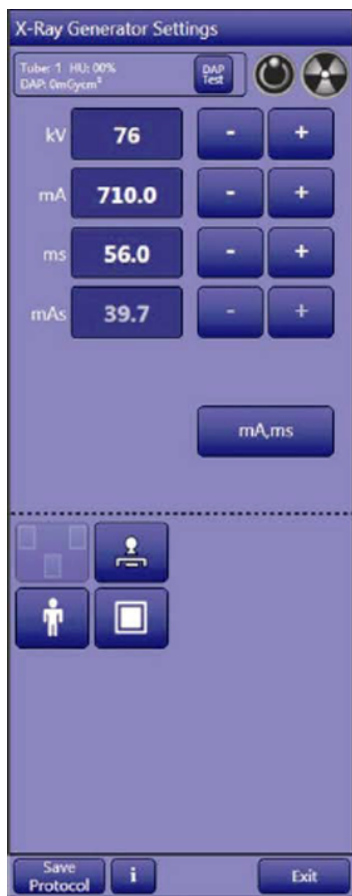 X-Ray Generator Settings
Tube: 1 HU: 00%
DAP: 0mGycm²
DAP
Test
kV 76 - +
mA 710.0 - +
ms 56.0 - +
mAs 39.7 - +
mA,ms
Save
Protocol
i
Exit